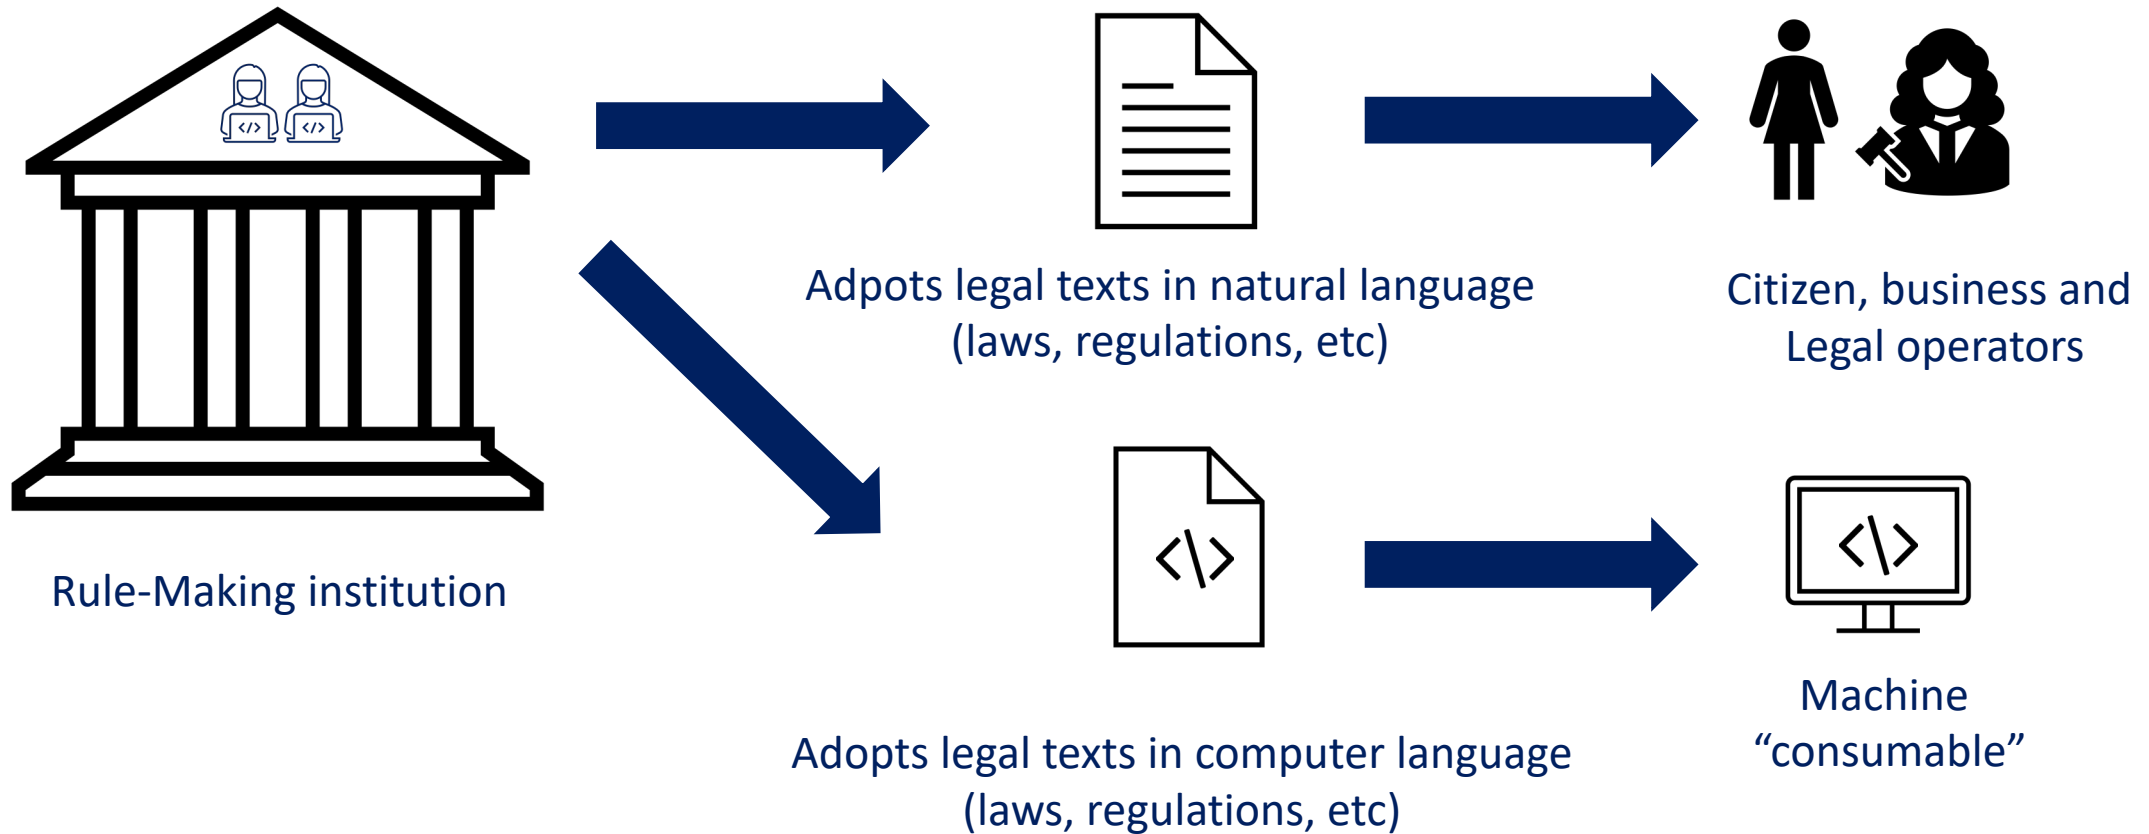 Adpots legal texts in natural language
(laws, regulations, etc)
Citizen, business and
Legal operators
Rule-Making institution
</>
</>
</>
</>
Adopts legal texts in computer language
(laws, regulations, etc)
Machine
“consumable”